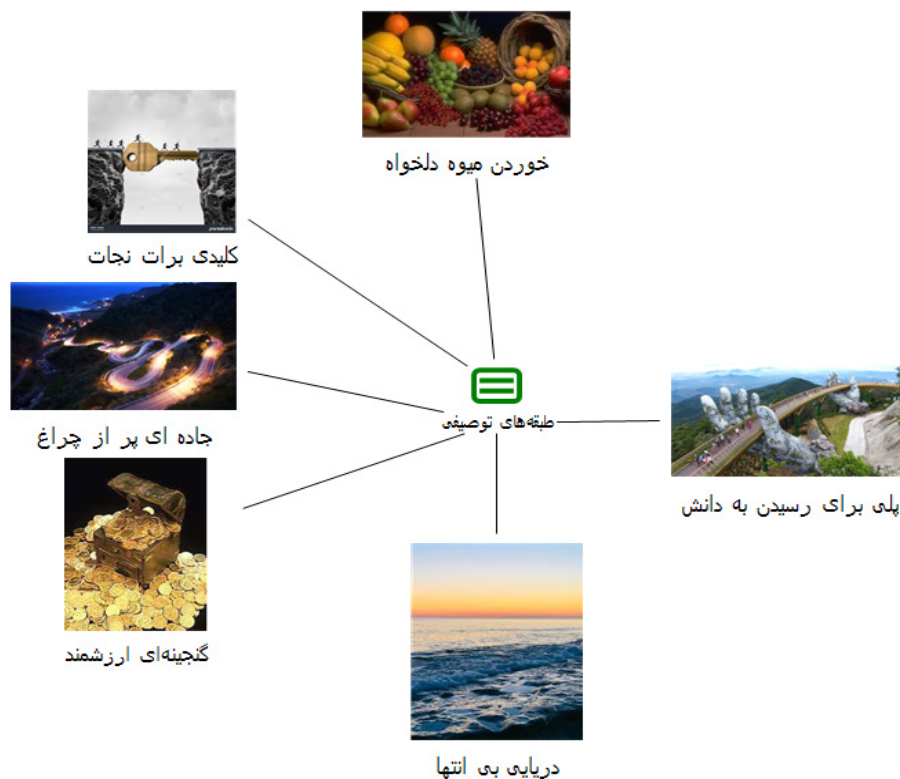 خوردن میوه دلخواه
کلیدی برات نجات
جاده ای پر از چراغ
طبقه‌های توصیفی
پلی برای رسیدن به دانش
گنجینه‌ای ارزشمند
دریایی بی انتها